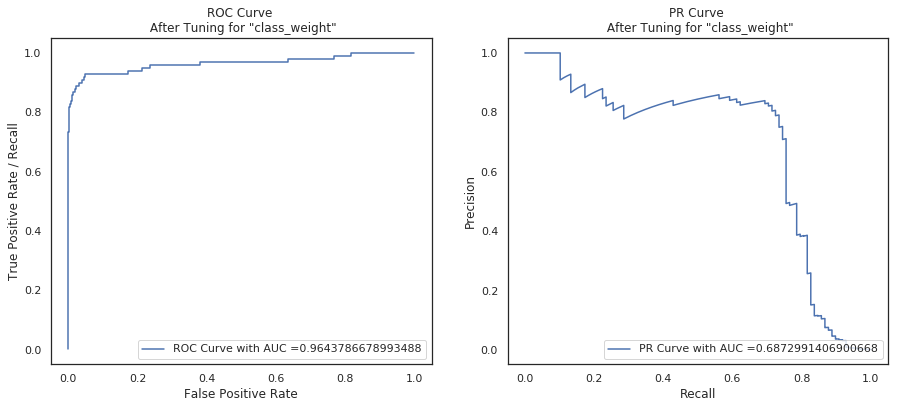 ROC Curve
After Tuning for "class_weight"
1.0
0.8
0.6
0.4
0.2
0.0
True Positive Rate / Recall
ROC Curve with AUC =0.9643786678993488
0.0 0.2 0.4 0.6 0.8 1.0
False Positive Rate
PR Curve
After Tuning for "class_weight"
1.0
0.8
0.6
0.4
0.2
0.0
Precision
PR Curve with AUC =0.6872991406900668
0.0 0.2 0.4 0.6 0.8 1.0
Recall